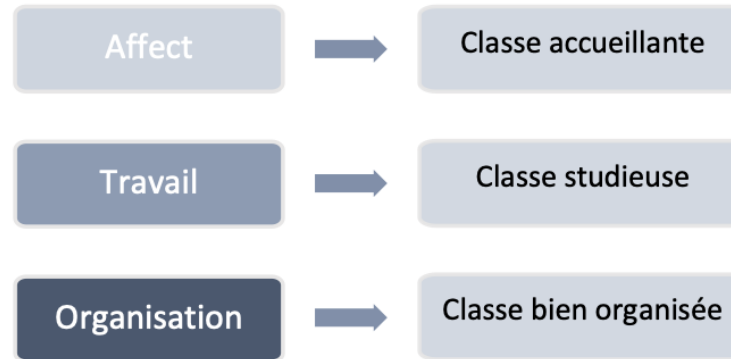 Affect
Classe accueillante
Travail
Classe studieuse
Organisation
Classe bien organisée